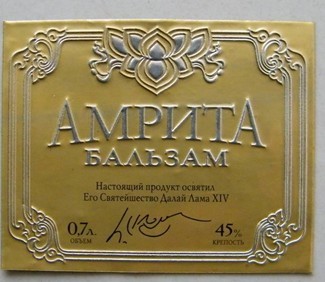 АМРИТА
БАЛЬЗАМ
Настоящий продукт освятил
Его Святейшество Далай Лама XIV
0,7л. 45%
ОБЪЕМ КРЕПОСТЬ